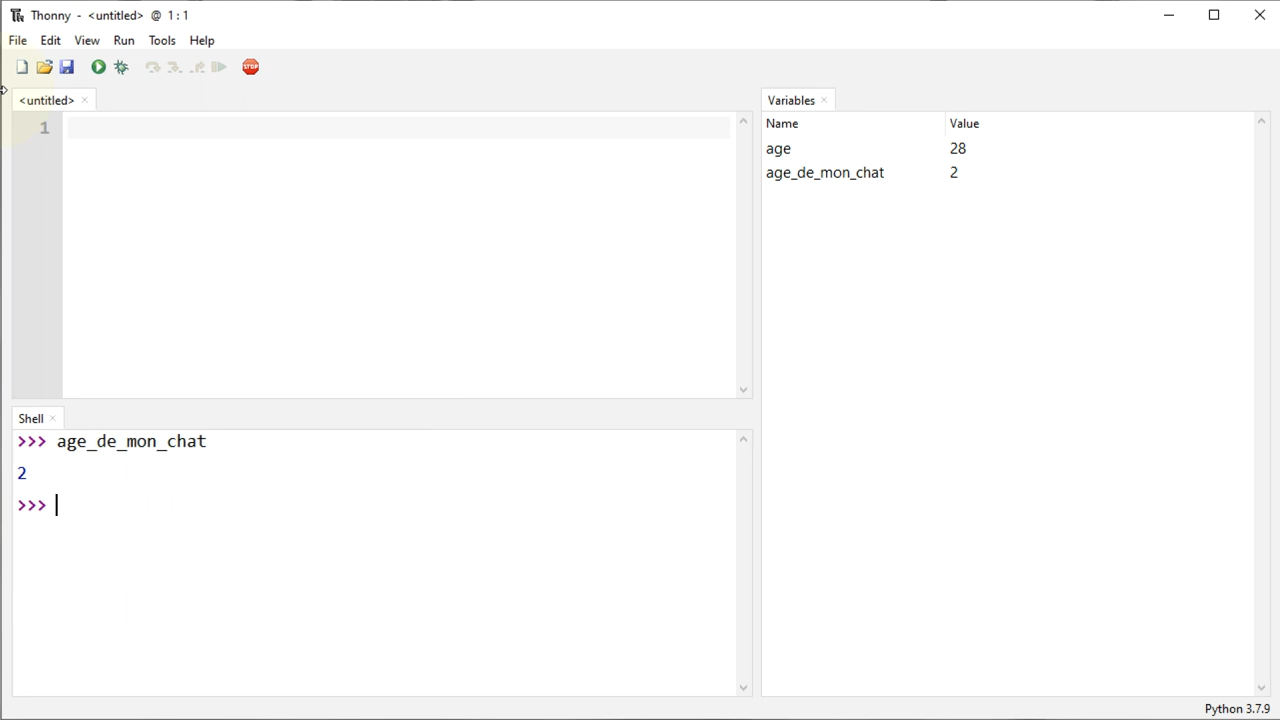 Thonny - <untitled> @ 1:1
File Edit View Run Tools Help
STOP
<untitled>
1
Variables
Name Value
age 28
age_de_mon_chat 2
Shell
>>> age_de_mon_chat
2
>>>
Python 3.7.9